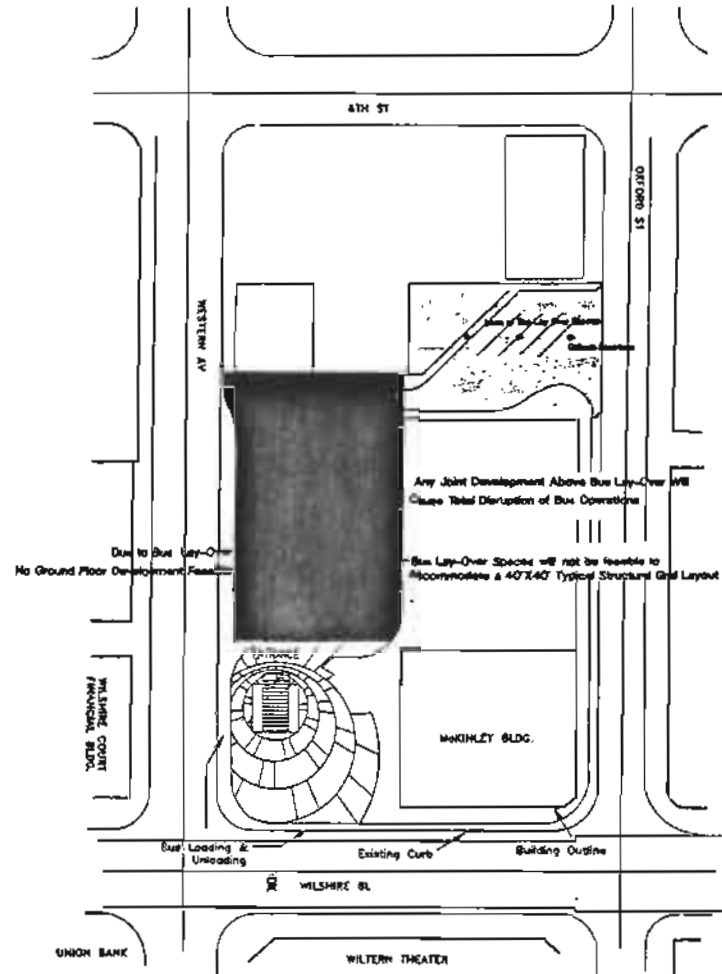 6TH ST
OXFORD ST
WESTERN AV
Any Joint Development Above Bus Lay-Over Will
Cause Total Disruption of Bus Operations
Due to Bus Lay-O
No Ground Floor Development Feas
Bus Lay-Over Spaces will not be feasible to
Accommodate a 40'X40' Typical Structural Grid Layout
ENTRANCE
WILSHIRE COURT
FINANCIAL BLDG.
McKINLEY BLDG.
Bus Loading &
Unloading
Existing Curb
Building Outline
WILSHIRE BL
UNION BANK
WILTERN THEATER